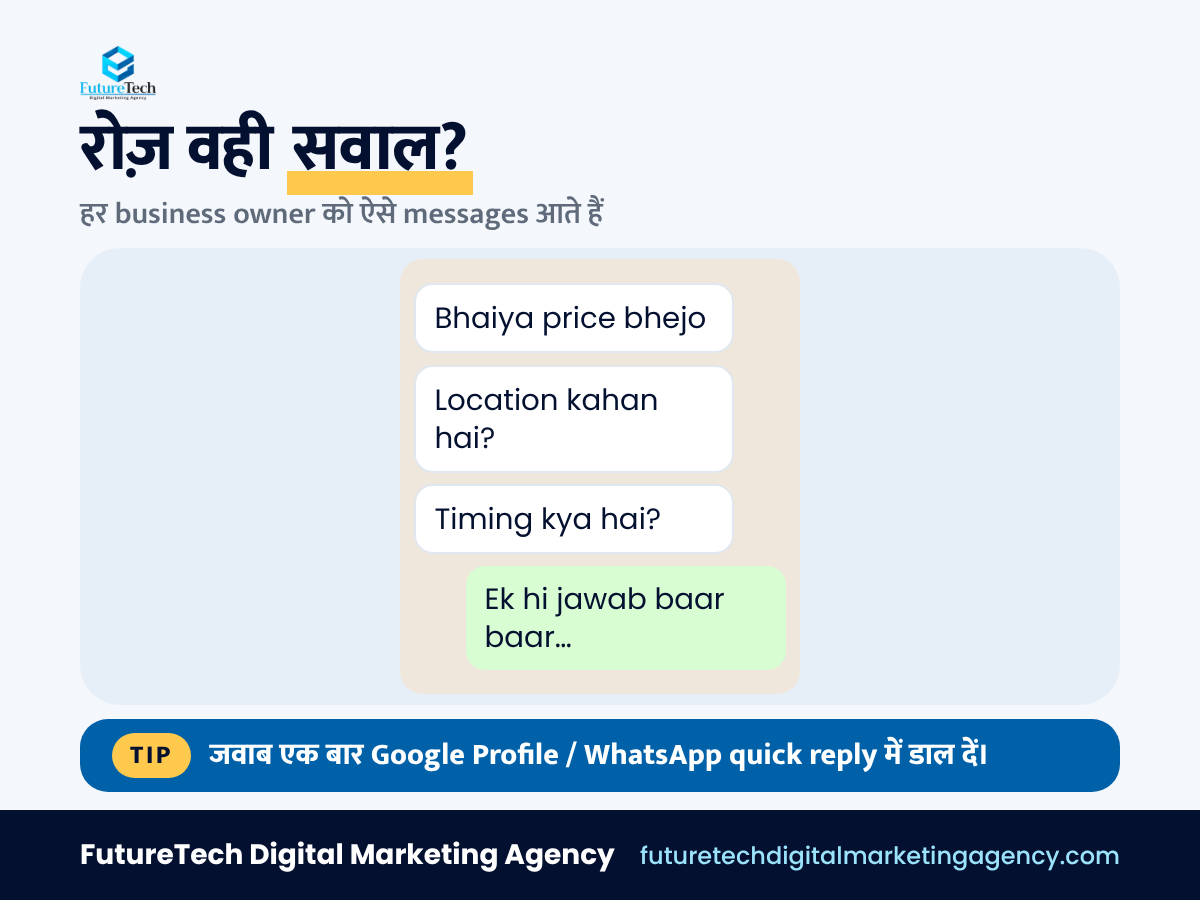 FutureTech
Digital Marketing Agency
रोज़ वही सवाल?
हर business owner को ऐसे messages आते हैं
Bhaiya price bhejo
Location kahan
hai?
Timing kya hai?
Ek hi jawab baar
baar...
TIP जवाब एक बार Google Profile / WhatsApp quick reply में डाल दें।
FutureTech Digital Marketing Agency futuretechdigitalmarketingagency.com